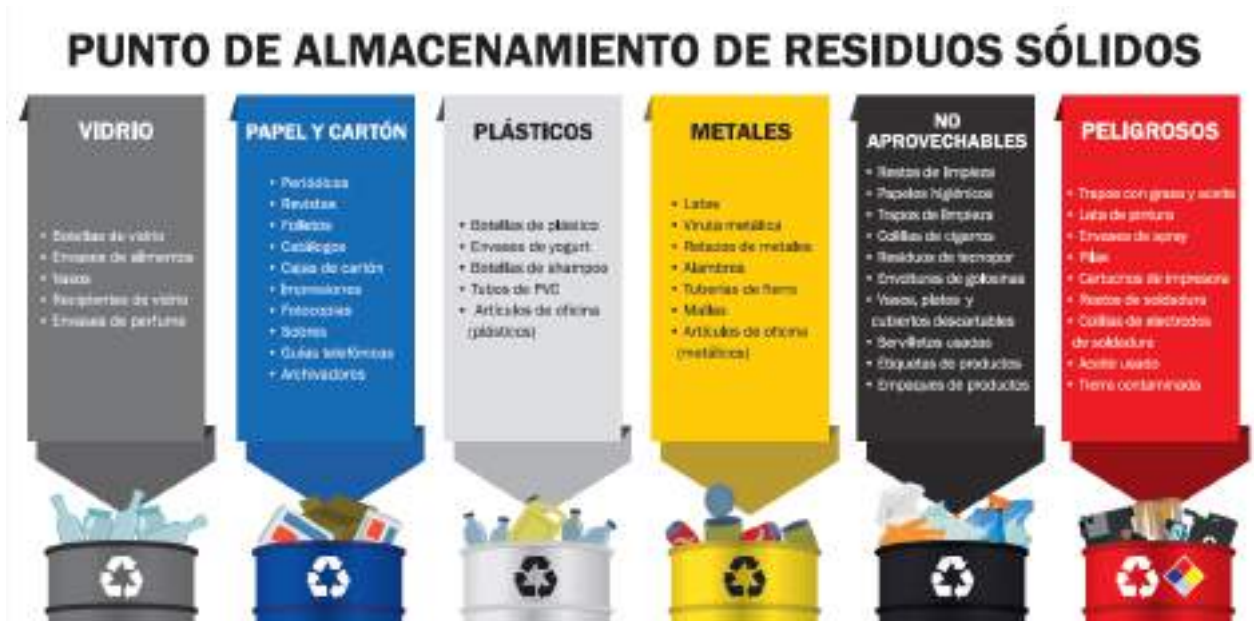 PUNTO DE ALMACENAMIENTO DE RESIDUOS SÓLIDOS
VIDRIO
• Botellas de vidrio
• Envases de alimentos
• Vasos
• Recipientes de vidrio
• Envases de perfume
PAPEL Y CARTÓN
• Periódicos
• Revistas
• Folletos
• Catálogos
• Cajas de cartón
• Impresiones
• Fotocopias
• Sobres
• Guías telefónicas
• Archivadores
PLÁSTICOS
• Botellas de plástico
• Envases de yogurt
• Botellas de shampoo
• Tubos de PVC
• Artículos de oficina
(plásticos)
METALES
• Latas
• Viruta metálica
• Retazos de metales
• Alambres
• Tuberías de fierro
• Mallas
• Artículos de oficina
(metálicos)
NO
APROVECHABLES
• Restos de limpieza
• Papeles higiénicos
• Trapos de limpieza
• Colillas de cigarros
• Residuos de tecnopor
• Envolturas de golosinas
• Vasos, platos y
cubiertos descartables
• Servilletas usadas
• Etiquetas de productos
• Empaques de productos
PELIGROSOS
• Trapos con grasa y aceite
• Lata de pintura
• Envases de spray
• Pilas
• Cartuchos de impresora
• Restos de soldadura
• Colillas de electrodos
de soldadura
• Aceite usado
• Tierra contaminada